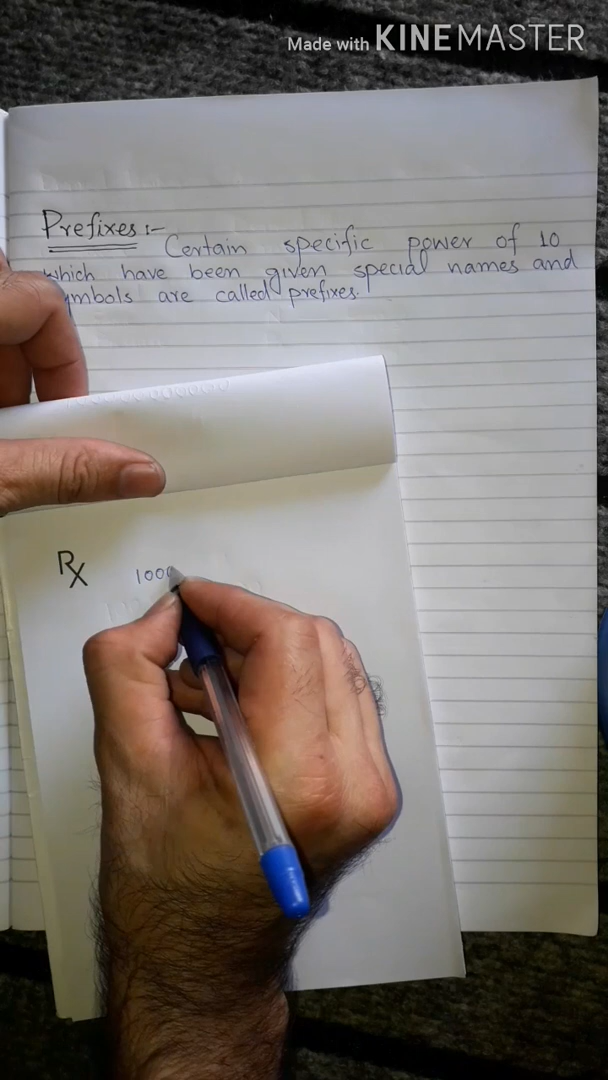 Made with KINEMASTER
Prefixes :-
Certain specific power of 10
which have been given special names and
symbols are called prefixes.
Rx
1000